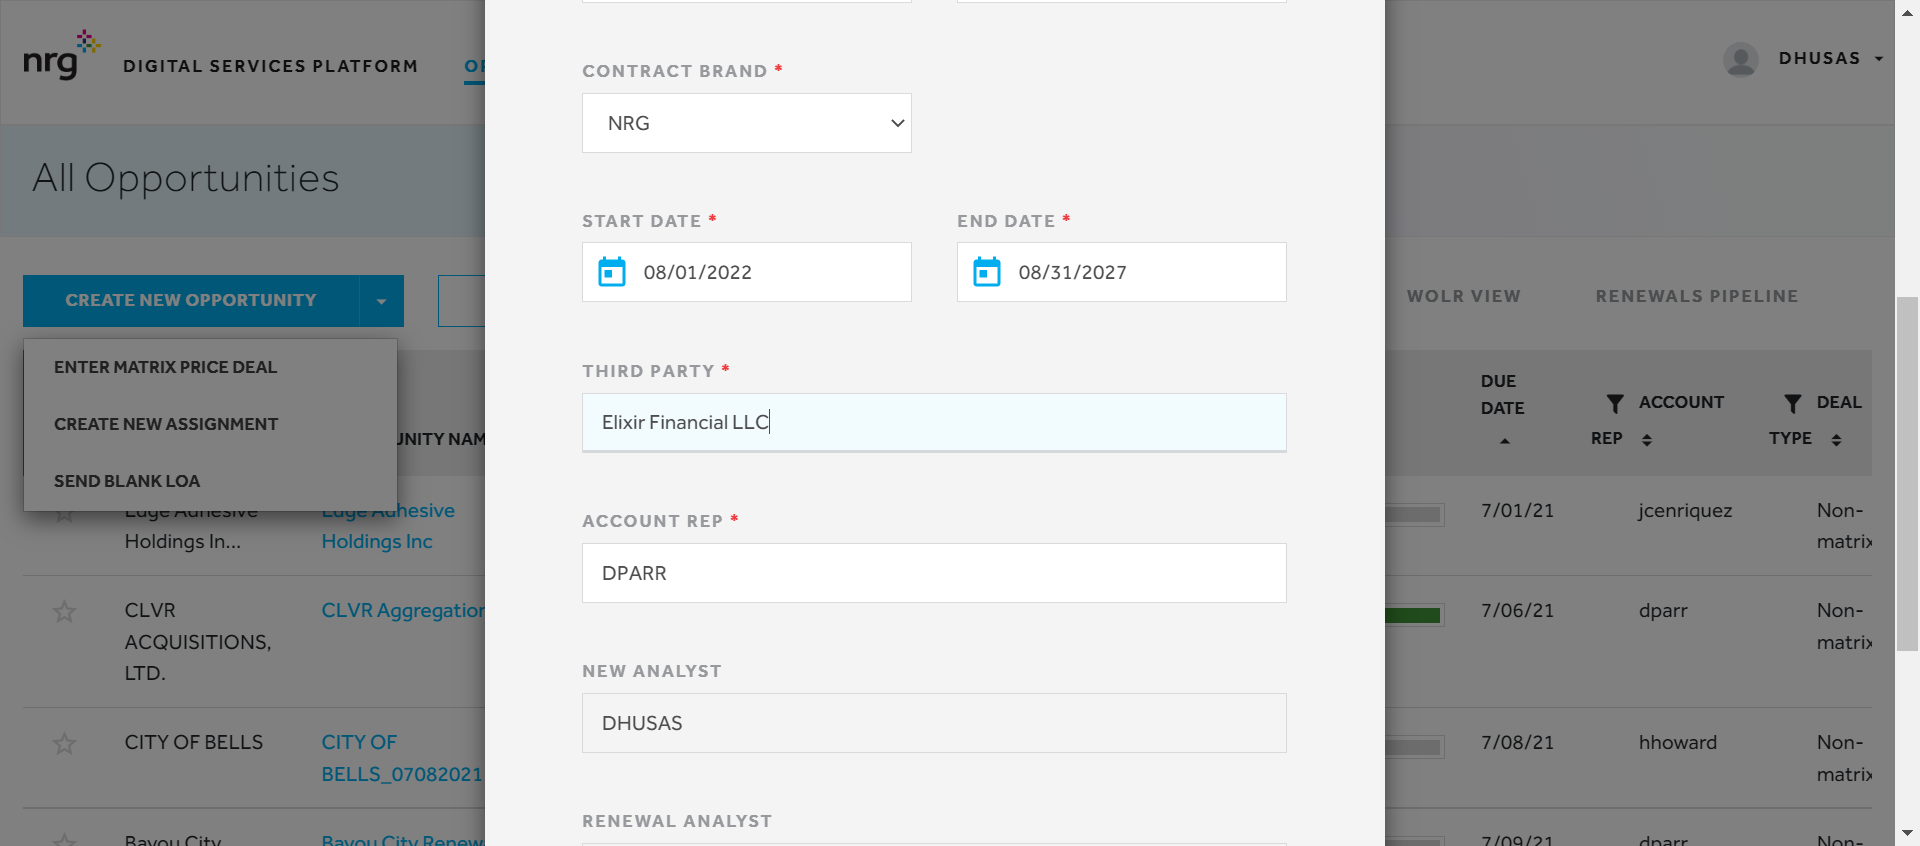 nrg
DIGITAL SERVICES PLATFORM
DHUSAS
All Opportunities
CREATE NEW OPPORTUNITY
ENTER MATRIX PRICE DEAL
CREATE NEW ASSIGNMENT
SEND BLANK LOA
WOLR VIEW
RENEWALS PIPELINE
DUE DATE
ACCOUNT REP
DEAL TYPE
Edge Adhesive
Holdings In...
Edge Adhesive
Holdings Inc
7/01/21
jcenriquez
Non-
matrix
CLVR
ACQUISITIONS,
LTD.
CLVR Aggregation
7/06/21
dparr
Non-
matrix
CITY OF BELLS
CITY OF
BELLS_07082021
7/08/21
hhoward
Non-
matrix
Bayou City
Bayou City Renew
7/09/21
dparr
Non-
CONTRACT BRAND *
NRG
START DATE *
08/01/2022
END DATE *
08/31/2027
THIRD PARTY *
Elixir Financial LLC
ACCOUNT REP *
DPARR
NEW ANALYST
DHUSAS
RENEWAL ANALYST